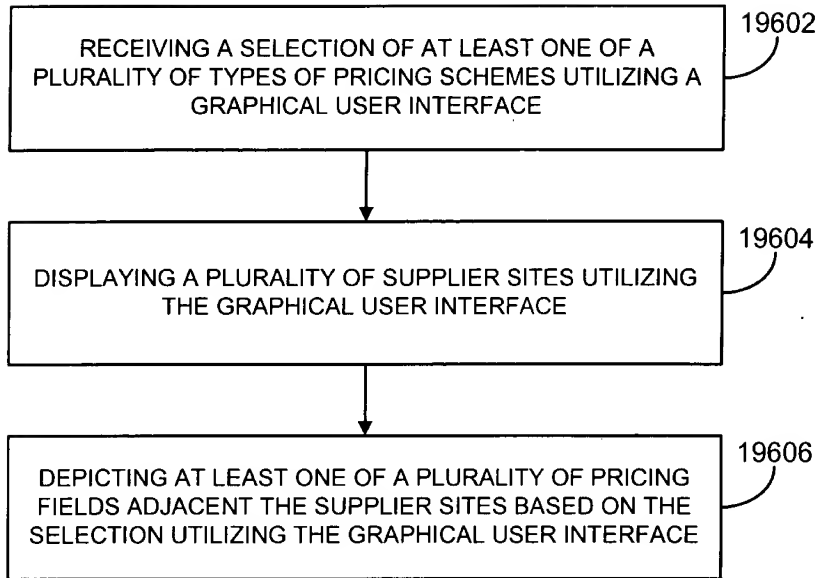 19602
RECEIVING A SELECTION OF AT LEAST ONE OF A
PLURALITY OF TYPES OF PRICING SCHEMES UTILIZING A
GRAPHICAL USER INTERFACE
19604
DISPLAYING A PLURALITY OF SUPPLIER SITES UTILIZING
THE GRAPHICAL USER INTERFACE
19606
DEPICTING AT LEAST ONE OF A PLURALITY OF PRICING
FIELDS ADJACENT THE SUPPLIER SITES BASED ON THE
SELECTION UTILIZING THE GRAPHICAL USER INTERFACE